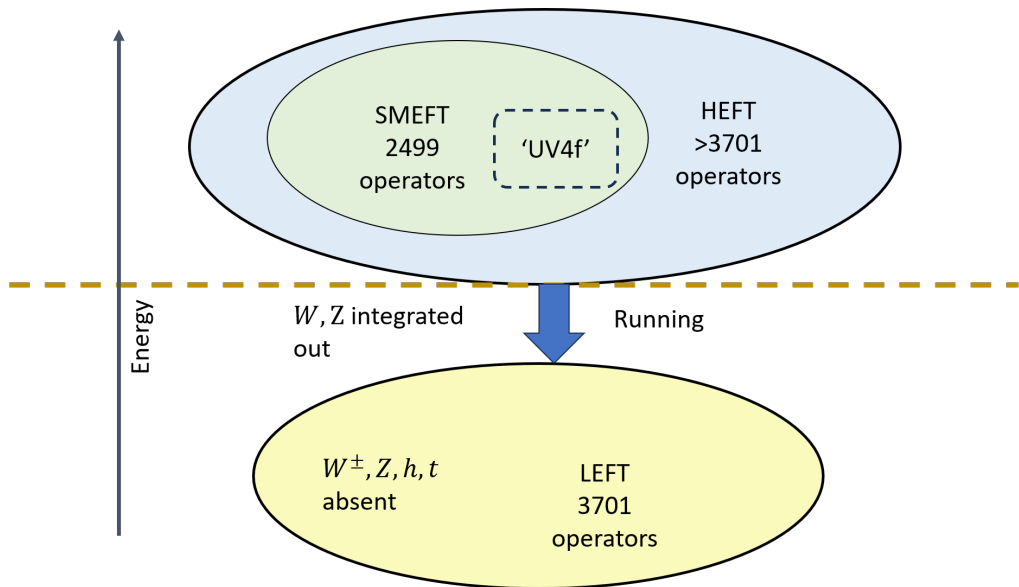 SMEFT
2499
operators
'UV4f'
HEFT
>3701
operators
Energy
W, Z integrated
out
Running
W±, Z, h, t
absent
LEFT
3701
operators